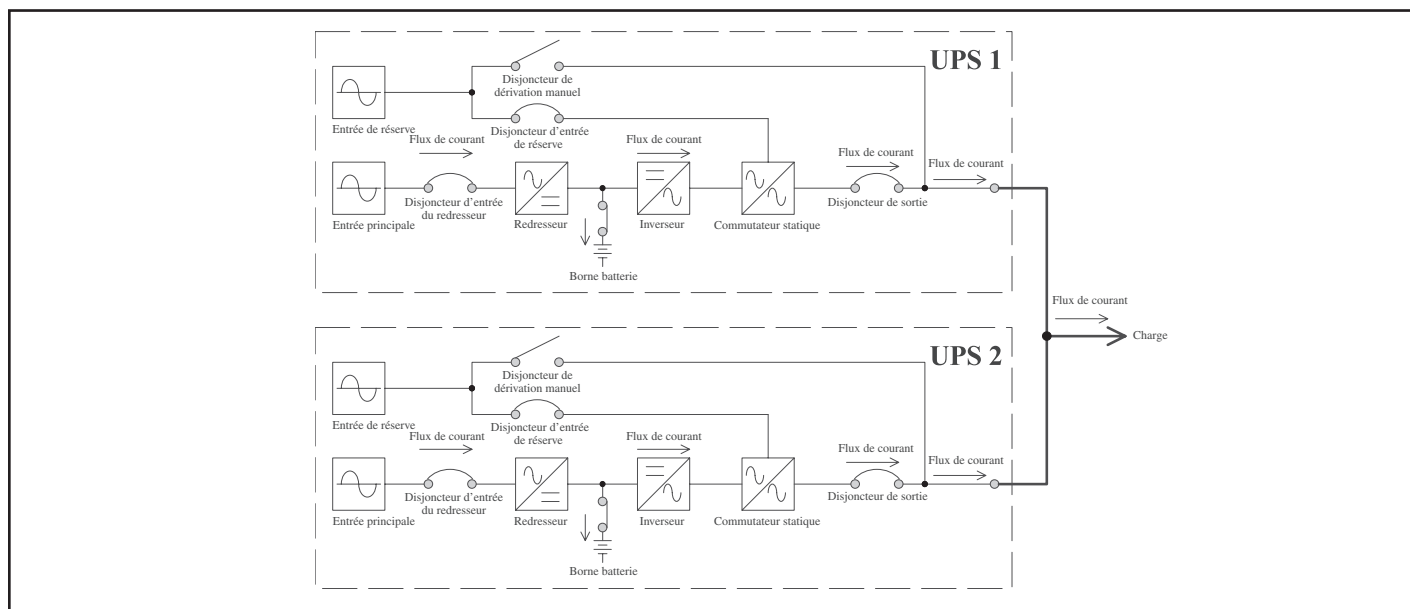 UPS 1
Disjoncteur de
dérivation manuel
Entrée de réserve
Flux de courant
Disjoncteur d’entrée
de réserve
Flux de courant
Flux de courant
Flux de courant
Disjoncteur d’entrée
du redresseur
Entrée principale
Redresseur
Inverseur
Commutateur statique
Disjoncteur de sortie
Borne batterie
Flux de courant
Charge
UPS 2
Disjoncteur de
dérivation manuel
Entrée de réserve
Flux de courant
Disjoncteur d’entrée
de réserve
Flux de courant
Flux de courant
Flux de courant
Disjoncteur d’entrée
du redresseur
Entrée principale
Redresseur
Inverseur
Commutateur statique
Disjoncteur de sortie
Borne batterie